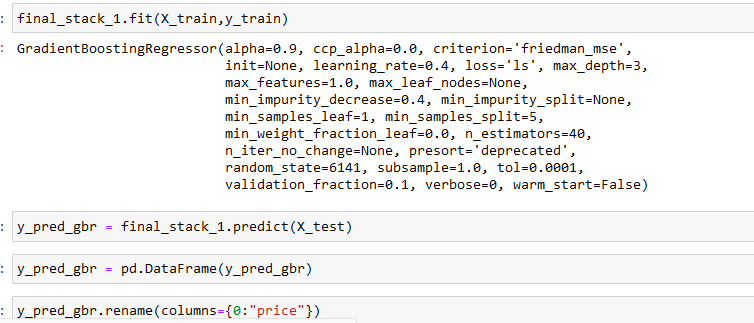 : final_stack_1.fit(X_train,y_train)
: GradientBoostingRegressor(alpha=0.9, ccp_alpha=0.0, criterion='friedman_mse',
init=None, learning_rate=0.4, loss='ls', max_depth=3,
max_features=1.0, max_leaf_nodes=None,
min_impurity_decrease=0.4, min_impurity_split=None,
min_samples_leaf=1, min_samples_split=5,
min_weight_fraction_leaf=0.0, n_estimators=40,
n_iter_no_change=None, presort='deprecated',
random_state=6141, subsample=1.0, tol=0.0001,
validation_fraction=0.1, verbose=0, warm_start=False)
: y_pred_gbr = final_stack_1.predict(X_test)
: y_pred_gbr = pd.DataFrame(y_pred_gbr)
: y_pred_gbr.rename(columns={0:"price"})